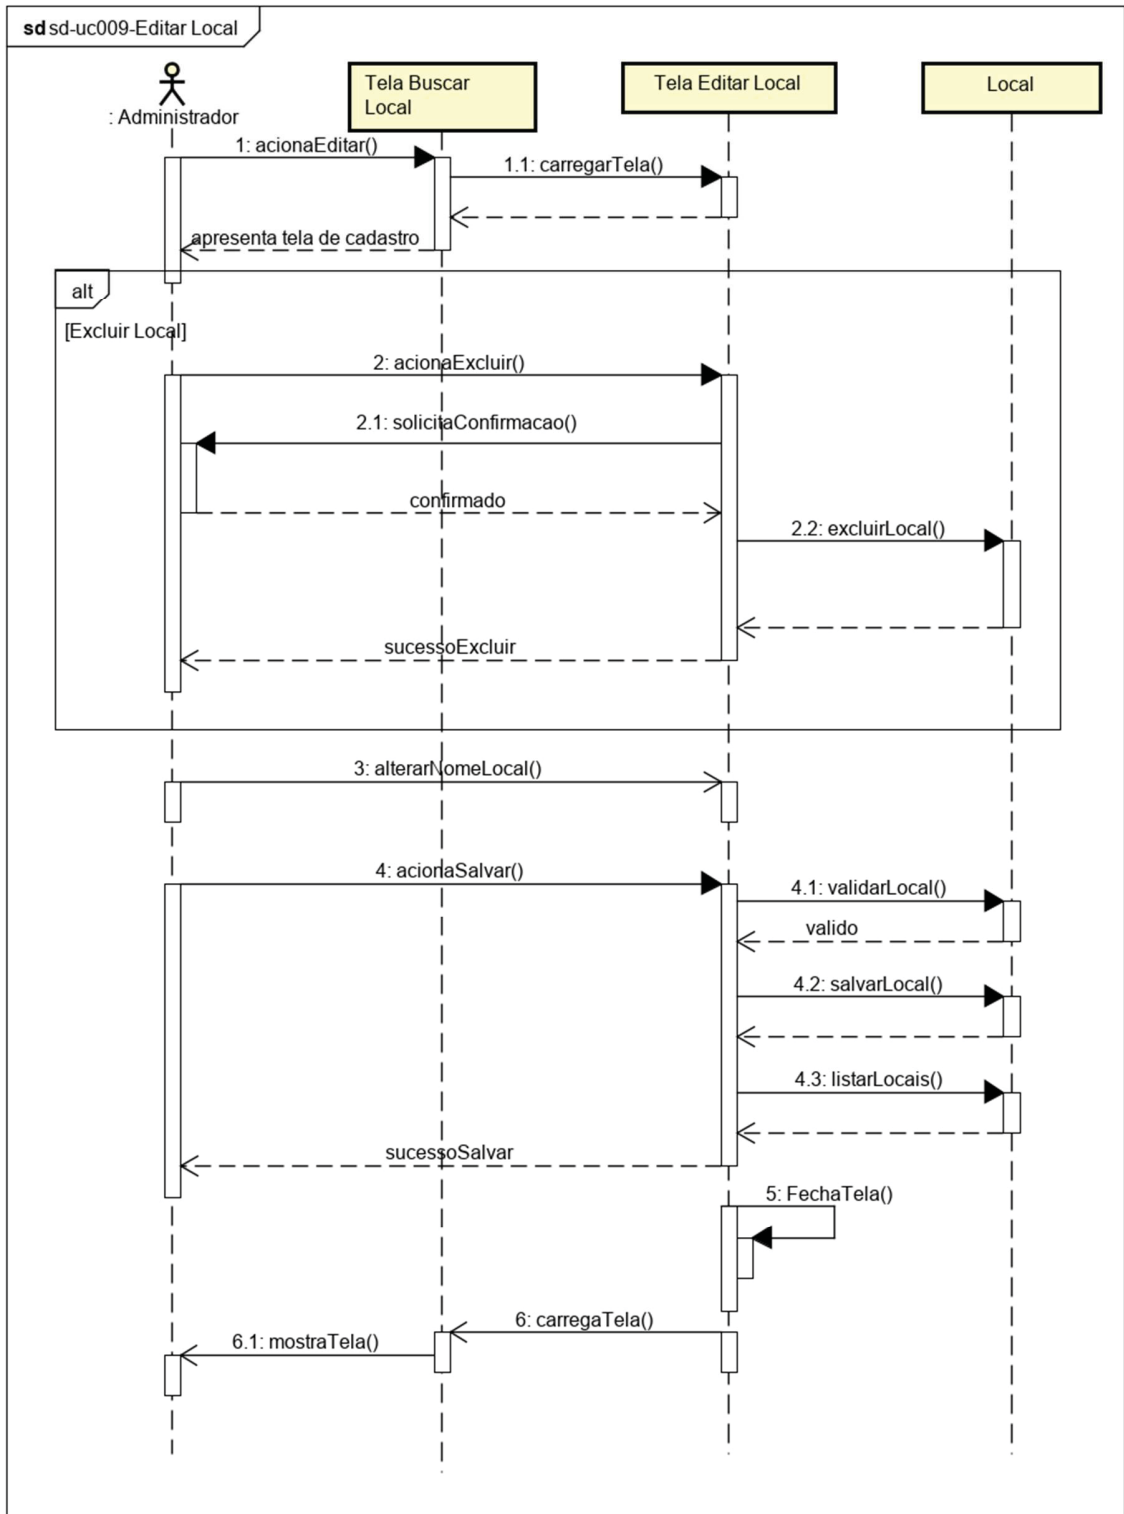 sd sd-uc009-Editar Local
: Administrador
Tela Buscar
Local
Tela Editar Local
Local
1: acionaEditar()
1.1: carregarTela()
apresenta tela de cadastro
alt
[Excluir Local]
2: acionaExcluir()
2.1: solicitaConfirmacao()
confirmado
2.2: excluirLocal()
sucessoExcluir
3: alterarNomeLocal()
4: acionaSalvar()
4.1: validarLocal()
valido
4.2: salvarLocal()
4.3: listarLocais()
sucessoSalvar
5: FechaTela()
6: carregaTela()
6.1: mostraTela()